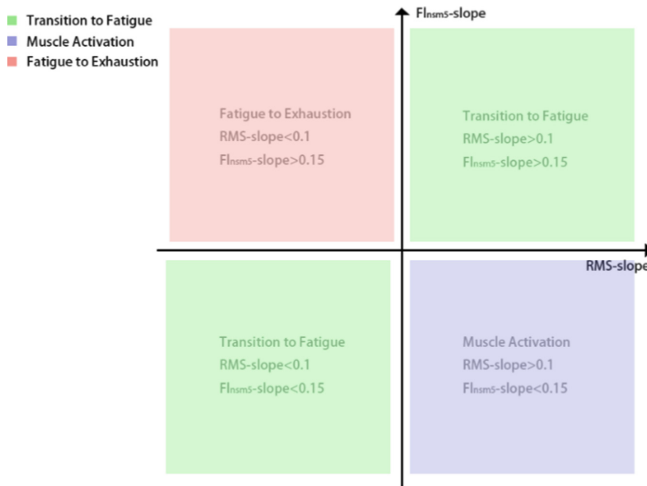 Transition to Fatigue
Muscle Activation
Fatigue to Exhaustion
FInsm5-slope
Fatigue to Exhaustion
RMS-slope<0.1
FInsm5-slope>0.15
Transition to Fatigue
RMS-slope>0.1
FInsm5-slope>0.15
RMS-slope
Transition to Fatigue
RMS-slope<0.1
FInsm5-slope<0.15
Muscle Activation
RMS-slope>0.1
FInsm5-slope<0.15